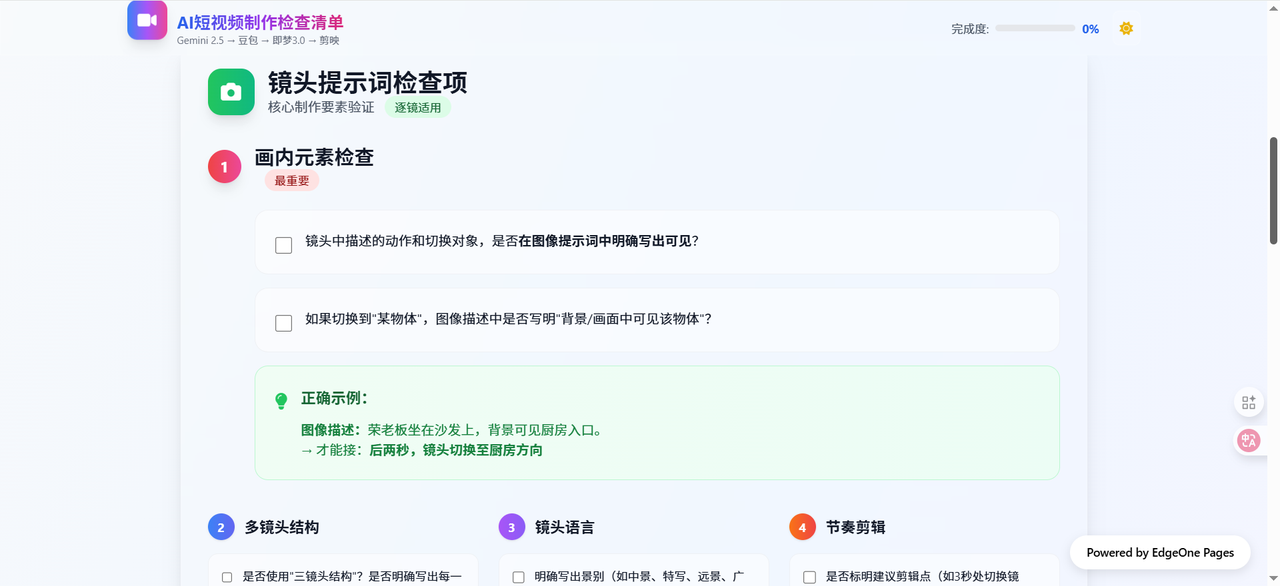 AI短视频制作检查清单
Gemini 2.5 → 豆包 → 即梦3.0 → 剪映
完成度:
0%
镜头提示词检查项
核心制作要素验证
逐镜适用
1
画内元素检查
最重要
镜头中描述的动作和切换对象，是否在图像提示词中明确写出可见?
如果切换到"某物体"，图像描述中是否写明"背景/画面中可见该物体"?
正确示例：
图像描述：荣老板坐在沙发上，背景可见厨房入口。
→ 才能接：后两秒，镜头切换至厨房方向
2 多镜头结构
3 镜头语言
4 节奏剪辑
是否使用"三镜头结构"? 是否明确写出每一
明确写出景别（如中景、特写、远景、广
是否标明建议剪辑点（如3秒处切换镜
Powered by EdgeOne Pages